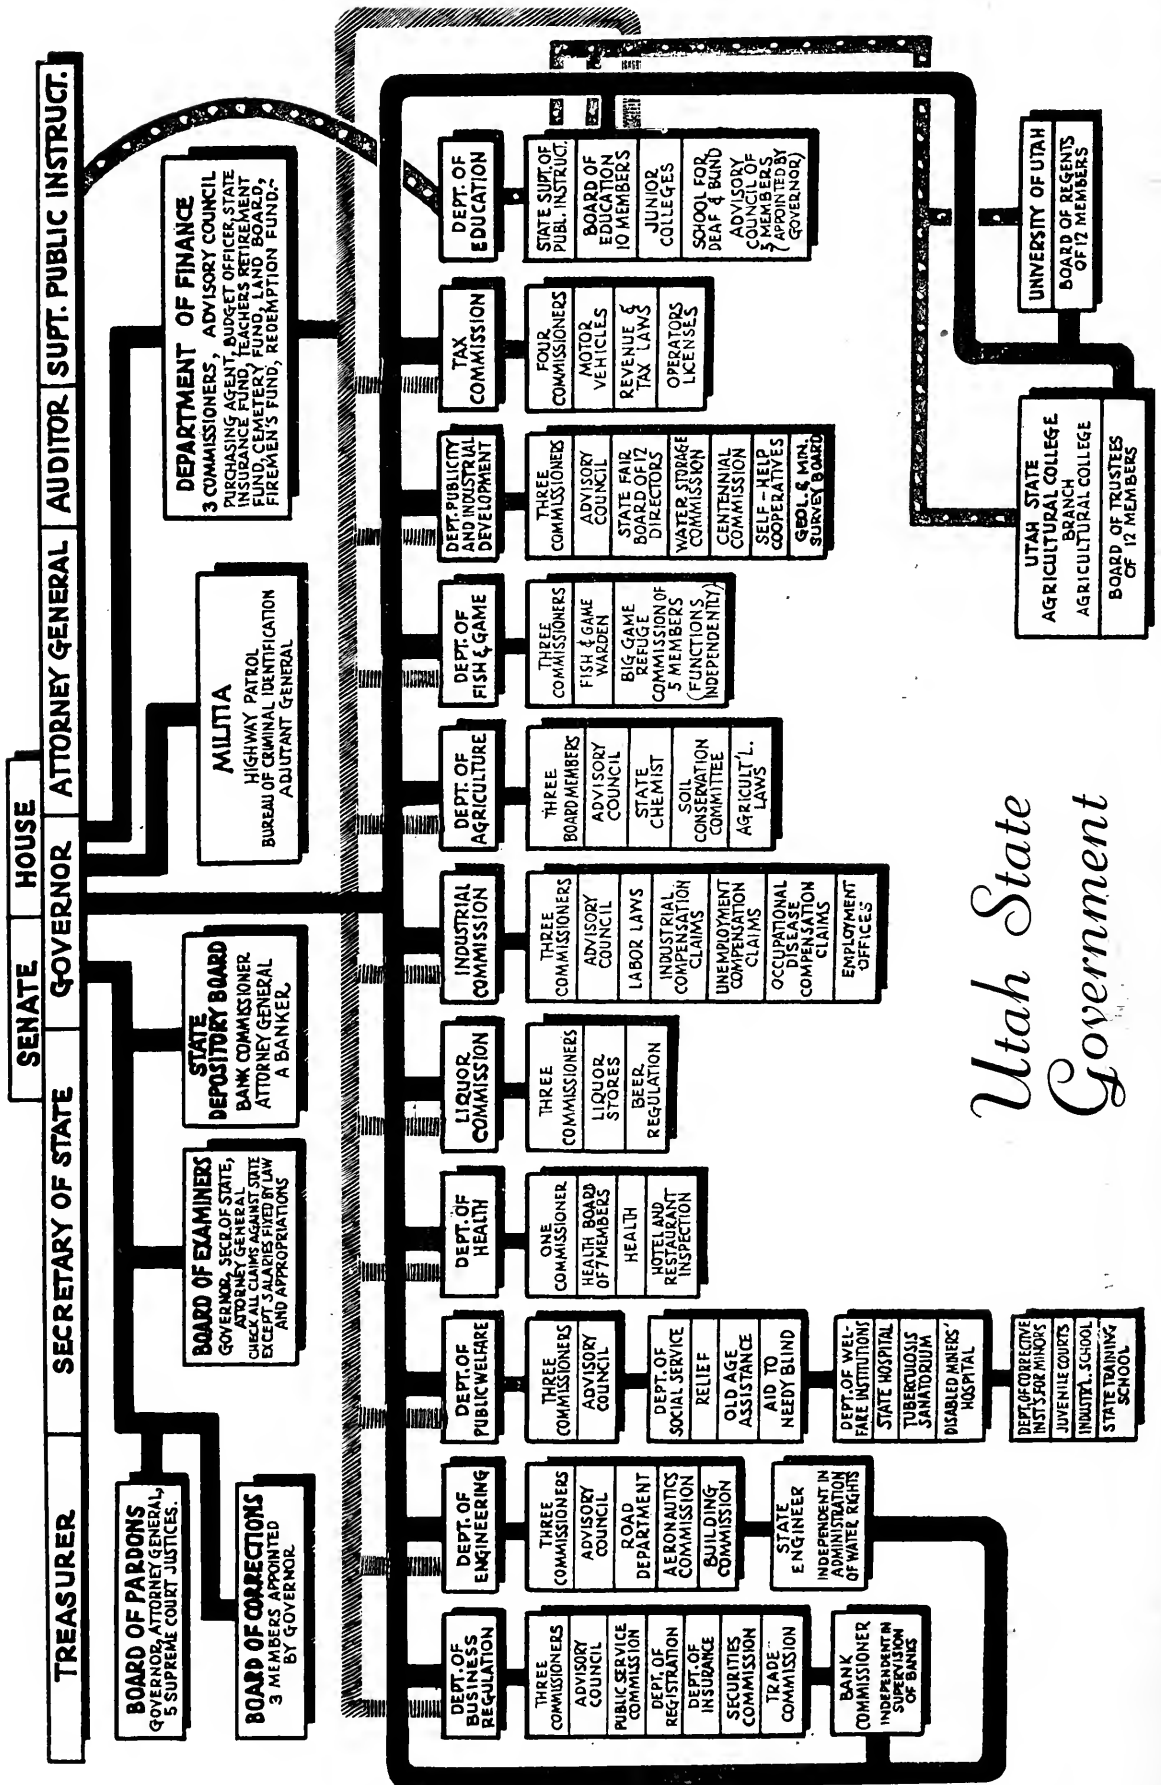 SENATE
HOUSE
TREASURER
SECRETARY OF STATE
GOVERNOR
ATTORNEY GENERAL
AUDITOR
SUPT. PUBLIC INSTRUCT.
BOARD OF PARDONS
GOVERNOR, ATTORNEY GENERAL,
5 SUPREME COURT JUSTICES.
BOARD OF CORRECTIONS
3 MEMBERS APPOINTED
BY GOVERNOR
BOARD OF EXAMINERS
GOVERNOR, SECR. OF STATE,
ATTORNEY GENERAL
CHECK ALL CLAIMS AGAINST STATE
EXCEPT SALARIES FIXED BY LAW
AND APPROPRIATIONS
STATE
DEPOSITORY BOARD
BANK COMMISSIONER
ATTORNEY GENERAL
A BANKER
MILITIA
HIGHWAY PATROL
BUREAU OF CRIMINAL IDENTIFICATION
ADJUTANT GENERAL
DEPARTMENT OF FINANCE
3 COMMISSIONERS, ADVISORY COUNCIL
PURCHASING AGENT, BUDGET OFFICER, STATE
INSURANCE FUND, TEACHERS RETIREMENT
FUND, CEMETERY FUND, LAND BOARD,
FIREMEN'S FUND, REDEMPTION FUND.~
DEPT. OF
BUSINESS
REGULATION
THREE
COMMISSIONERS
ADVISORY
COUNCIL
PUBLIC SERVICE
COMMISSION
DEPT. OF
REGISTRATION
DEPT. OF
INSURANCE
SECURITIES
COMMISSION
TRADE
COMMISSION
BANK
COMMISSIONER
INDEPENDENT IN
SUPERVISION
OF BANKS
DEPT. OF
ENGINEERING
THREE
COMMISSIONERS
ADVISORY
COUNCIL
ROAD
DEPARTMENT
AERONAUTICS
COMMISSION
BUILDING
COMMISSION
STATE
ENGINEER
INDEPENDENT IN
ADMINISTRATION
OF WATER RIGHTS
DEPT. OF
PUBLIC WELFARE
THREE
COMMISSIONERS
ADVISORY
COUNCIL
DEPT. OF
SOCIAL SERVICE
RELIEF
OLD AGE
ASSISTANCE
AID TO
NEEDY BLIND
DEPT. OF WEL-
FARE INSTITUTIONS
STATE HOSPITAL
TUBERCULOSIS
SANATORIUM
DISABLED MINERS'
HOSPITAL
DEPT. OF CORRECTIVE
INST'S. FOR MINORS
JUVENILE COURTS
INDUSTR'L. SCHOOL
STATE TRAINING
SCHOOL
DEPT. OF
HEALTH
ONE
COMMISSIONER
HEALTH BOARD
OF 7 MEMBERS
HEALTH
HOTEL AND
RESTAURANT
INSPECTION
LIQUOR
COMMISSION
THREE
COMMISSIONERS
LIQUOR
STORES
BEER
REGULATION
INDUSTRIAL
COMMISSION
THREE
COMMISSIONERS
ADVISORY
COUNCIL
LABOR LAWS
INDUSTRIAL
COMPENSATION
CLAIMS
UNEMPLOYMENT
COMPENSATION
CLAIMS
OCCUPATIONAL
DISEASE
COMPENSATION
CLAIMS
EMPLOYMENT
OFFICES
DEPT. OF
AGRICULTURE
THREE
BOARD MEMBERS
ADVISORY
COUNCIL
STATE
CHEMIST
SOIL
CONSERVATION
COMMITTEE
AGRICULT'L.
LAWS
DEPT. OF
FISH & GAME
THREE
COMMISSIONERS
FISH & GAME
WARDEN
BIG GAME
REFUGE
COMMISSION OF
5 MEMBERS
(FUNCTIONS
INDEPENDENTLY)
DEPT. PUBLICITY
AND INDUSTRIAL
DEVELOPMENT
THREE
COMMISSIONERS
ADVISORY
COUNCIL
STATE FAIR
BOARD OF 12
DIRECTORS
WATER STORAGE
COMMISSION
CENTENNIAL
COMMISSION
SELF-HELP
COOPERATIVES
GEOL. & MIN.
SURVEY BOARD
TAX
COMMISSION
FOUR
COMMISSIONERS
MOTOR
VEHICLES
REVENUE &
TAX LAWS
OPERATORS
LICENSES
DEPT. OF
EDUCATION
STATE SUPT. OF
PUBL. INSTRUCT.
BOARD OF
EDUCATION
10 MEMBERS
JUNIOR
COLLEGES
SCHOOL FOR
DEAF & BLIND
ADVISORY
COUNCIL OF
5 MEMBERS
(APPOINTED BY
GOVERNOR)
UTAH STATE
AGRICULTURAL COLLEGE
BRANCH
AGRICULTURAL COLLEGE
BOARD OF TRUSTEES
OF 12 MEMBERS
UNIVERSITY OF UTAH
BOARD OF REGENTS
OF 12 MEMBERS
Utah State
Government